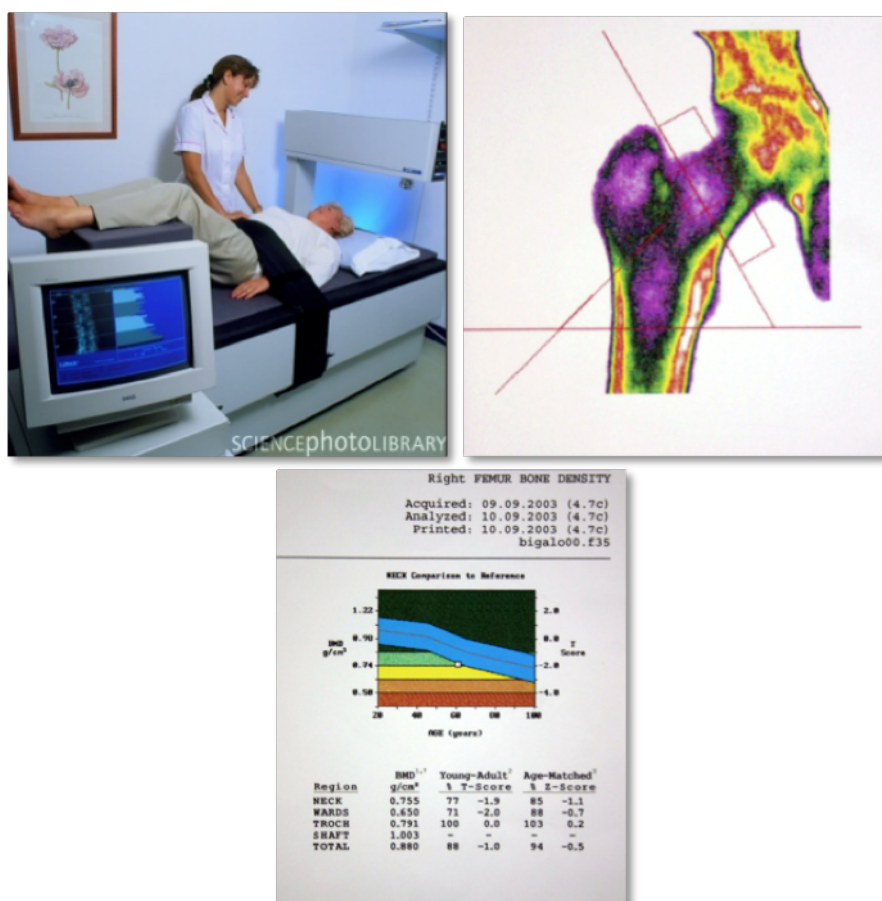 SCIENCEphotoLIBRARY
Right FEMUR BONE DENSITY
Acquired: 09.09.2003 (4.7c)
Analyzed: 10.09.2003 (4.7c)
Printed: 10.09.2003 (4.7c)
bigalo00.f35
NECK Comparison to Reference
1.22 2.0
BMD 0.98 0.0 T
g/cm² 0.74 -2.0 Score
0.50 -4.0
20 40 60 80 100
AGE (years)
BMD Young-Adult² Age-Matched³
Region g/cm² % T-Score % Z-Score
NECK 0.755 77 -1.9 85 -1.1
WARDS 0.650 71 -2.0 88 -0.7
TROCH 0.791 100 0.0 103 0.2
SHAFT 1.003 - - - -
TOTAL 0.880 88 -1.0 94 -0.5